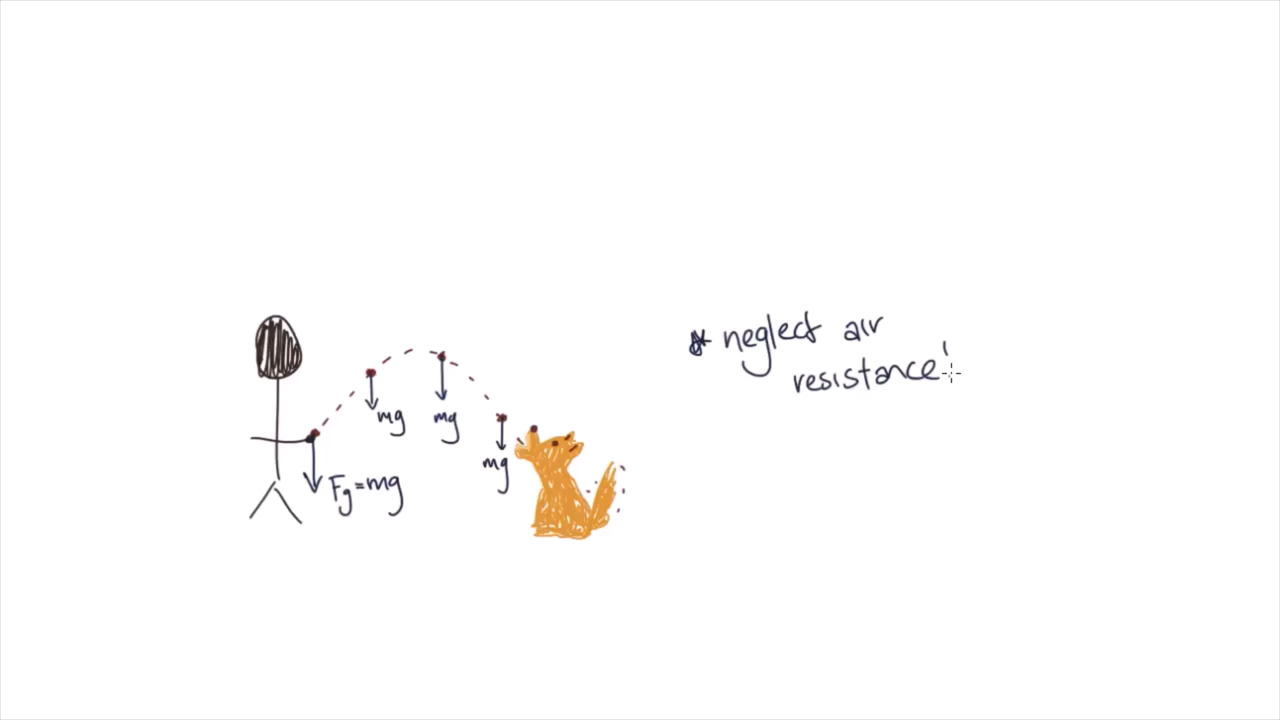 * neglect air
resistance!
mg
mg
mg
Fg=mg